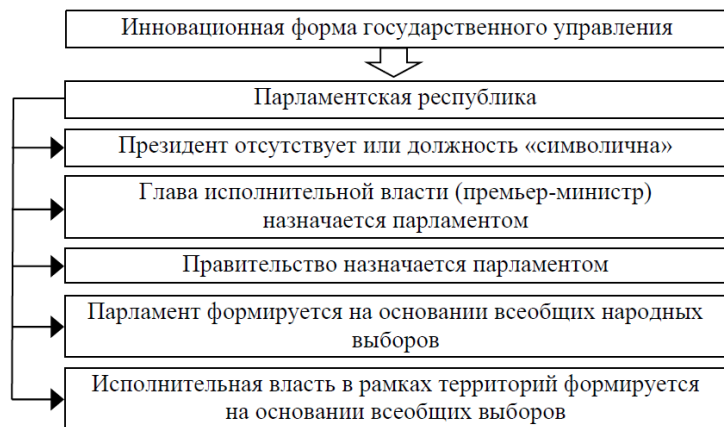 Инновационная форма государственного управления
Парламентская республика
Президент отсутствует или должность «символична»
Глава исполнительной власти (премьер-министр)
назначается парламентом
Правительство назначается парламентом
Парламент формируется на основании всеобщих народных
выборов
Исполнительная власть в рамках территорий формируется
на основании всеобщих выборов